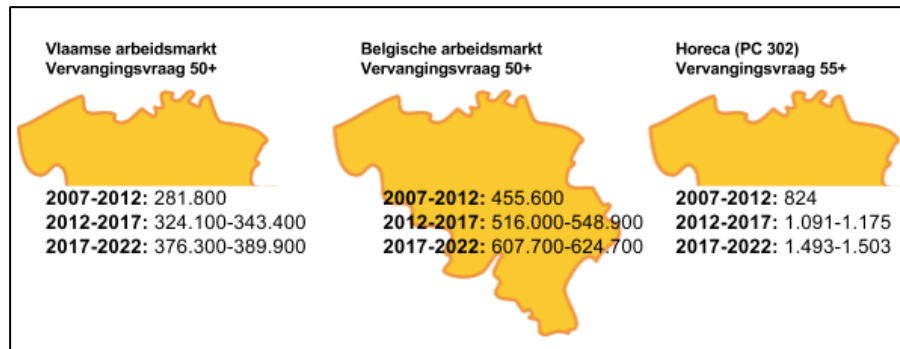 Vlaamse arbeidsmarkt
Vervangingsvraag 50+
2007-2012: 281.800
2012-2017: 324.100-343.400
2017-2022: 376.300-389.900
Belgische arbeidsmarkt
Vervangingsvraag 50+
2007-2012: 455.600
2012-2017: 516.000-548.900
2017-2022: 607.700-624.700
Horeca (PC 302)
Vervangingsvraag 55+
2007-2012: 824
2012-2017: 1.091-1.175
2017-2022: 1.493-1.503